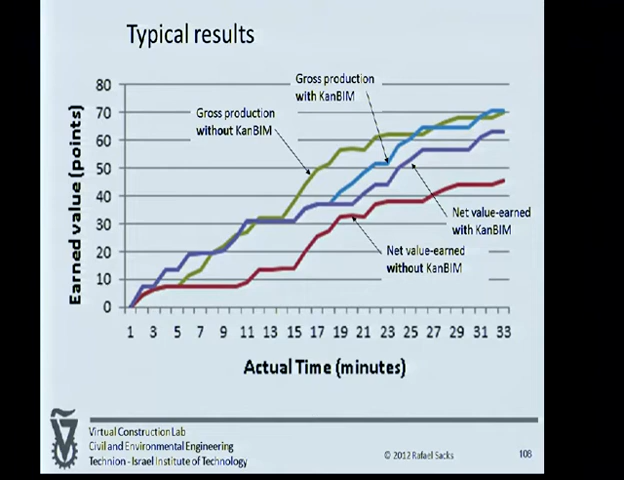 Typical results
Gross production
with KanBIM
Gross production
without KanBIM
Net value-earned
with KanBIM
Net value-earned
without KanBIM
Earned value (points)
80
70
60
50
40
30
20
10
0
1 3 5 7 9 11 13 15 17 19 21 23 25 27 29 31 33
Actual Time (minutes)
Virtual Construction Lab
Civil and Environmental Engineering
Technion - Israel Institute of Technology
© 2012 Rafael Sacks
108